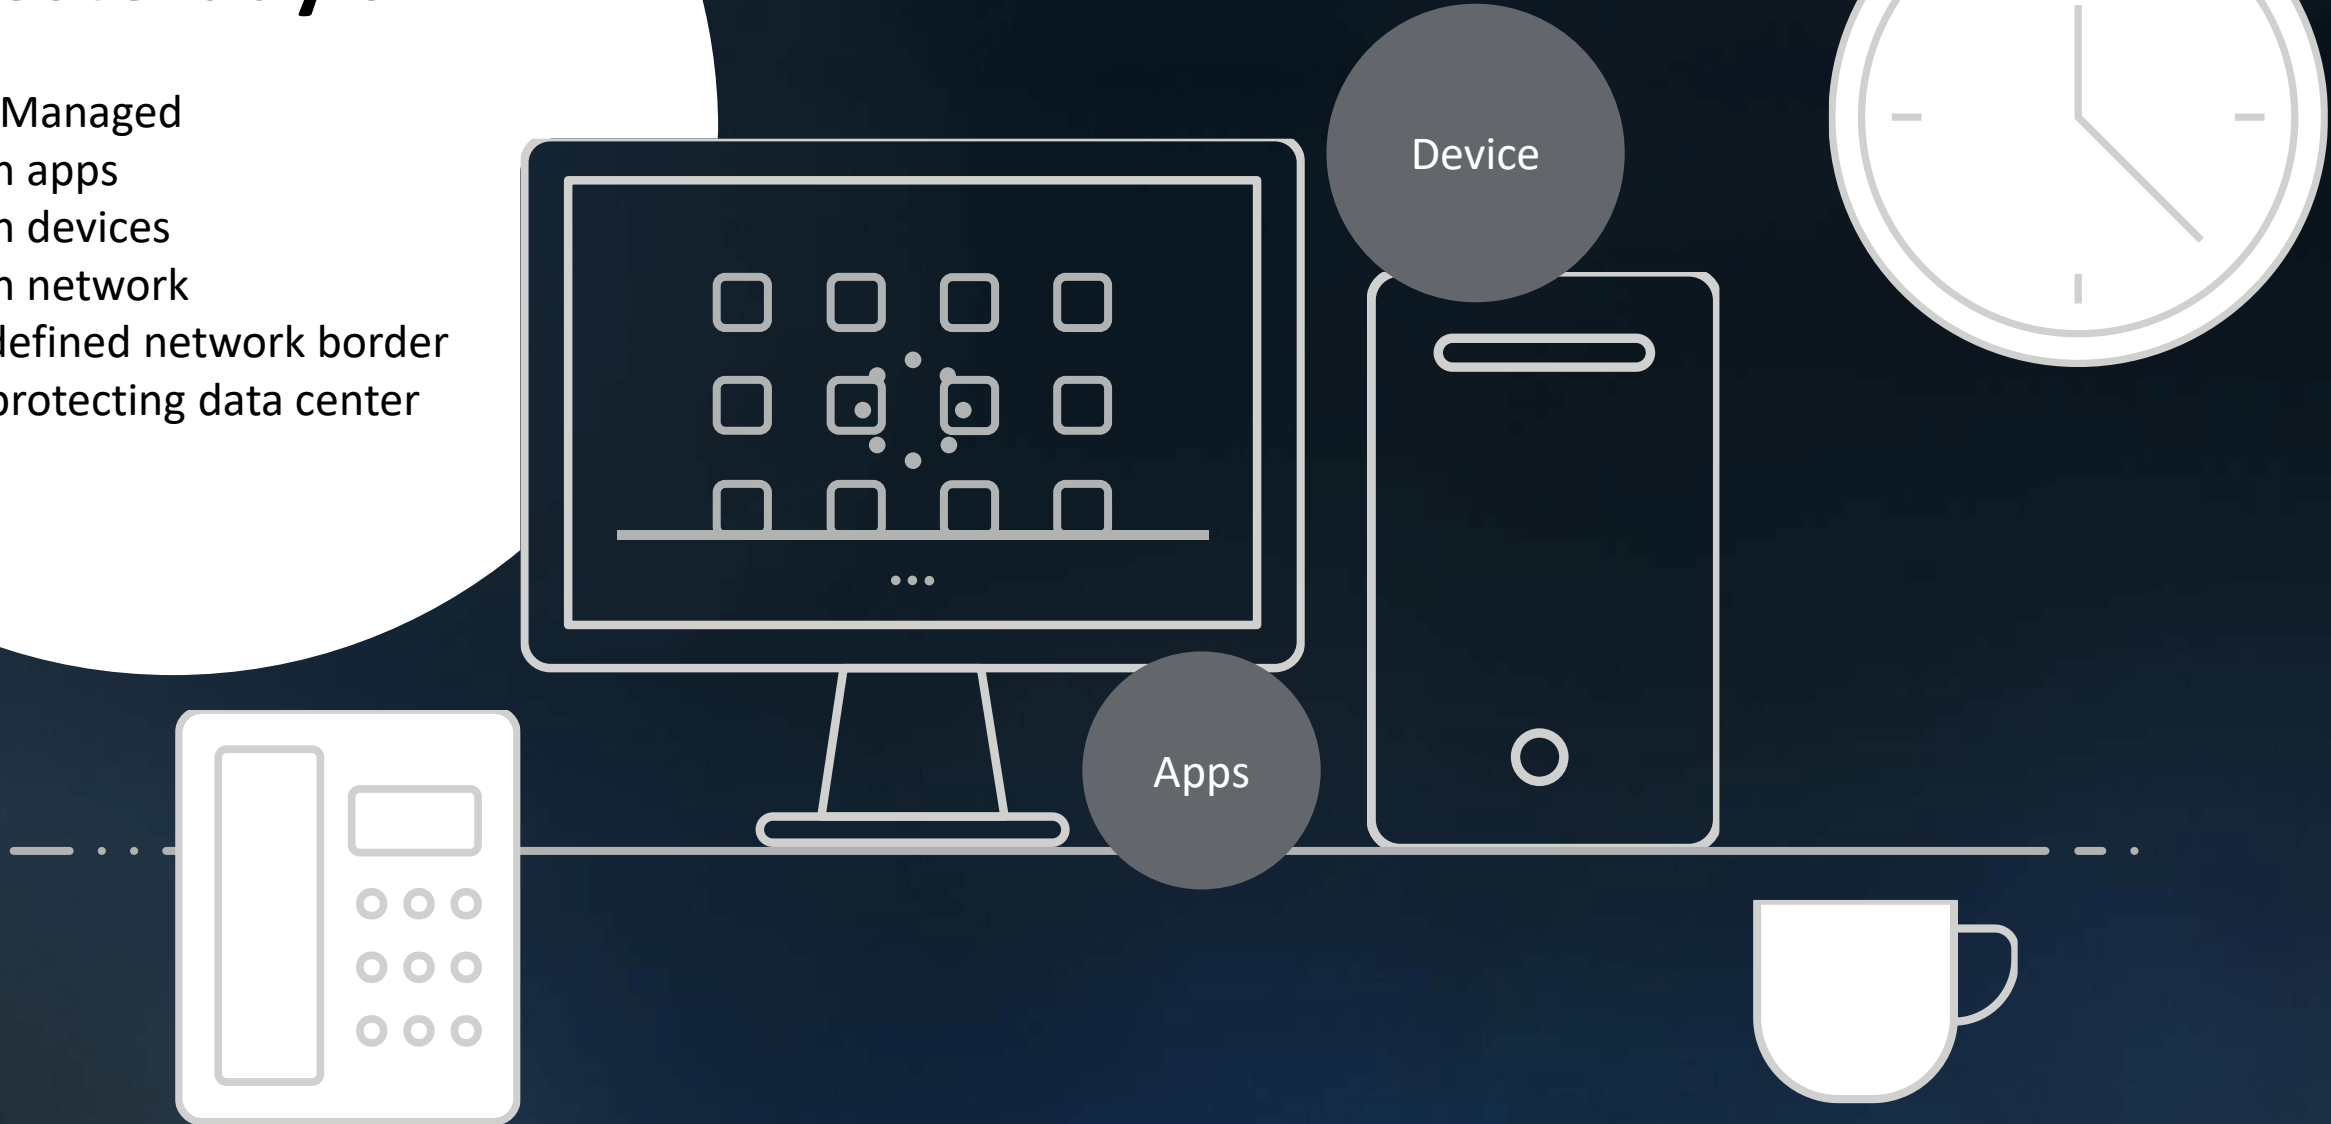 Managed
apps
devices
network
defined network border
protecting data center
Device
Apps